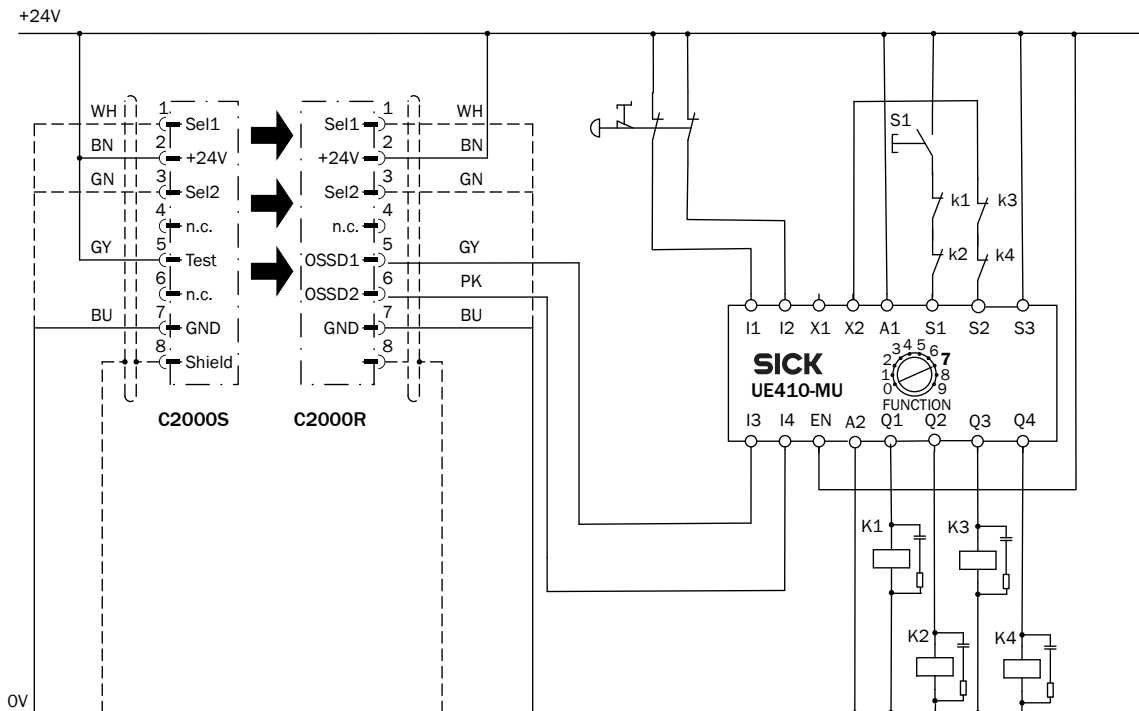 +24V
WH 1 Sel1
BN 2 +24V
GN 3 Sel2
4 n.c.
GY 5 Test
6 n.c.
BU 7 GND
8 Shield
C2000S
Sel1 1 WH
+24V 2 BN
Sel2 3 GN
n.c. 4
OSSD1 5 GY
OSSD2 6 PK
GND 7 BU
8
C2000R
S1
k1 k3
k2 k4
I1 I2 X1 X2 A1 S1 S2 S3
SICK
UE410-MU
0 1 2 3 4 5 6 7 8 9
FUNCTION
I3 I4 EN A2 Q1 Q2 Q3 Q4
K1 K3
K2 K4
0V